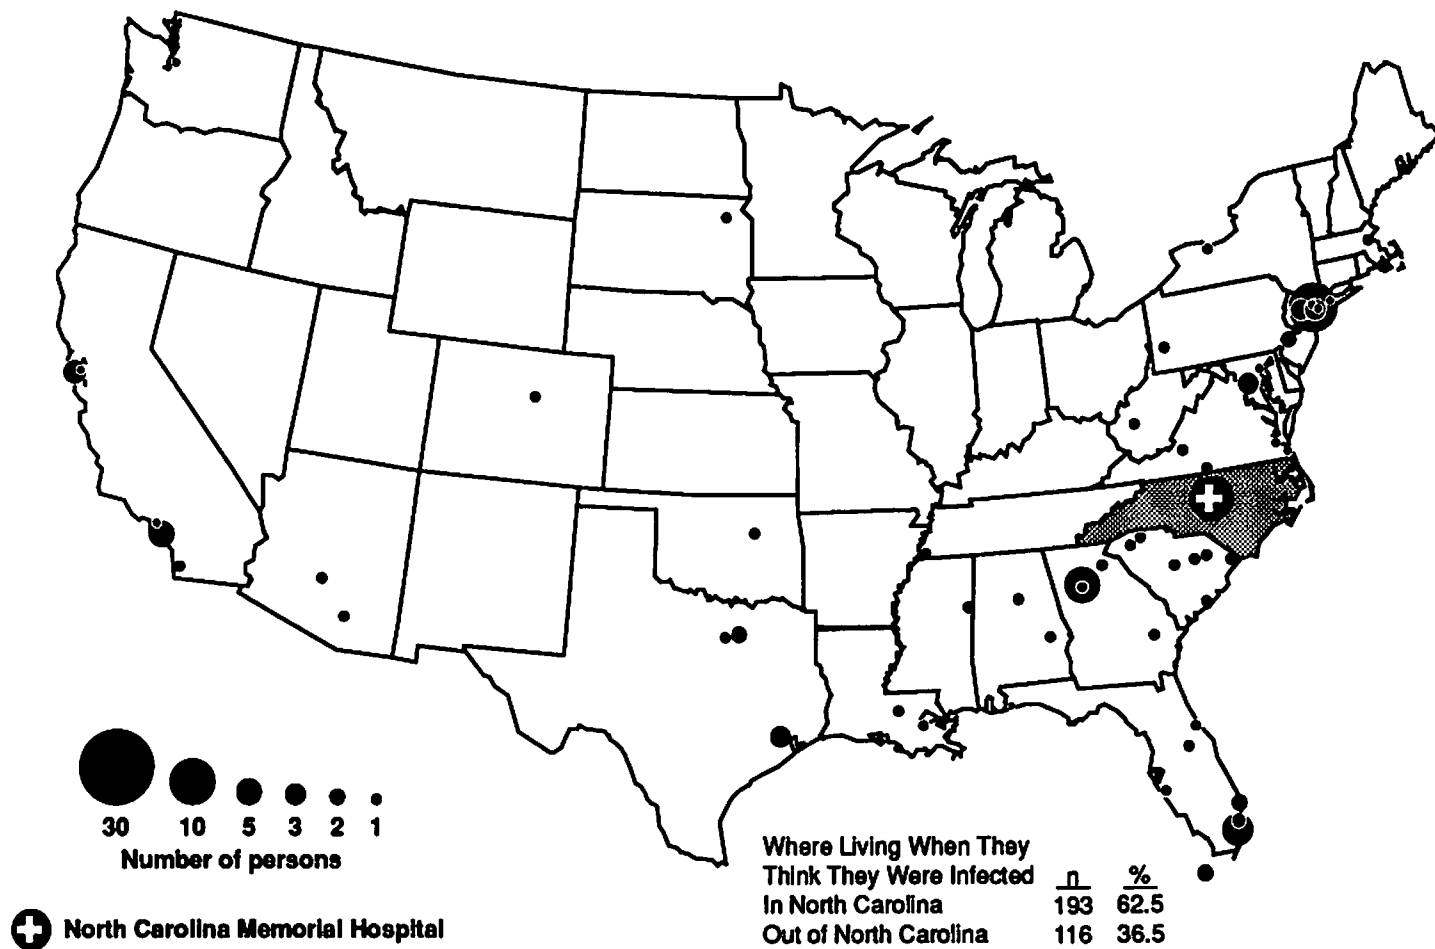 30 10 5 3 2 1
Number of persons
North Carolina Memorial Hospital
Where Living When They
Think They Were Infected n %
In North Carolina 193 62.5
Out of North Carolina 116 36.5